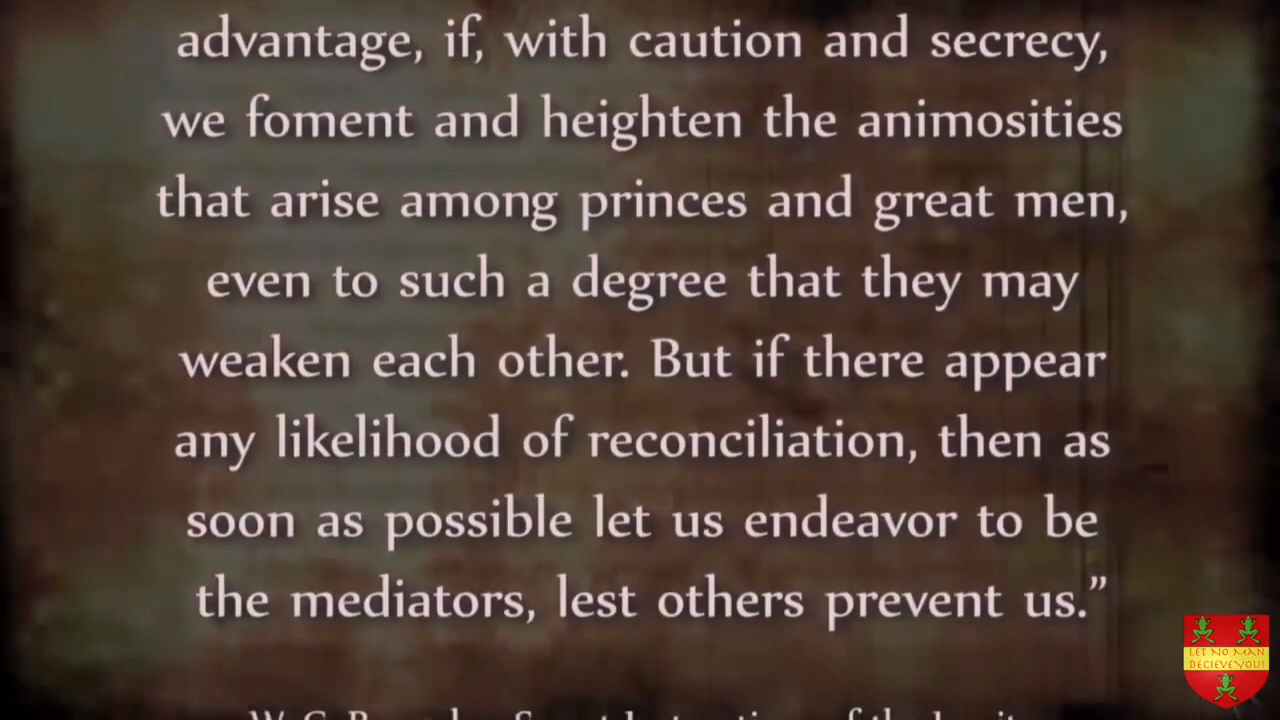 advantage, if, with caution and secrecy,
we foment and heighten the animosities
that arise among princes and great men,
even to such a degree that they may
weaken each other. But if there appear
any likelihood of reconciliation, then as
soon as possible let us endeavor to be
the mediators, lest others prevent us.”
LET NO MAN
DECIEVE YOU!